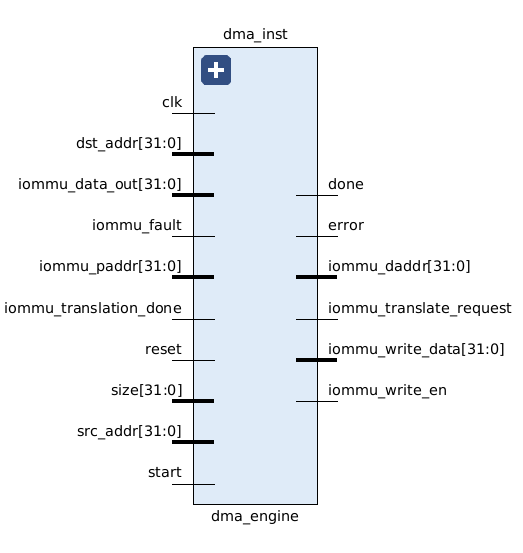 dma_inst
clk
dst_addr[31:0]
iommu_data_out[31:0]
done
iommu_fault
error
iommu_paddr[31:0]
iommu_daddr[31:0]
iommu_translation_done
iommu_translate_request
reset
iommu_write_data[31:0]
size[31:0]
iommu_write_en
src_addr[31:0]
start
dma_engine